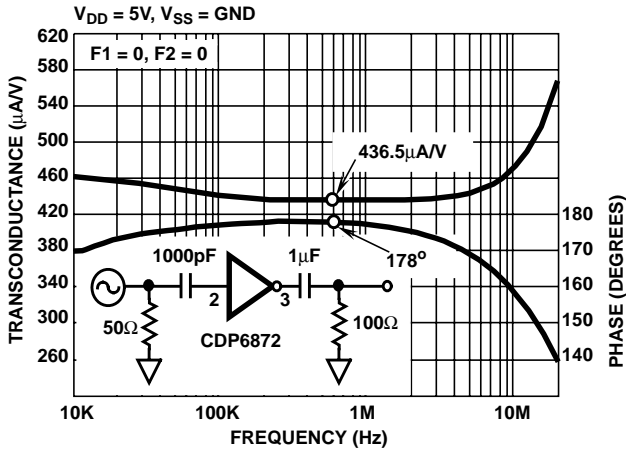 V_DD = 5V, V_SS = GND
F1 = 0, F2 = 0
TRANSCONDUCTANCE (µA/V)
620
580
540
500
460
420
380
340
300
260
436.5µA/V
178°
1000pF
1µF
2
3
50Ω
CDP6872
100Ω
180
170
160
150
140
PHASE (DEGREES)
10K
100K
1M
10M
FREQUENCY (Hz)